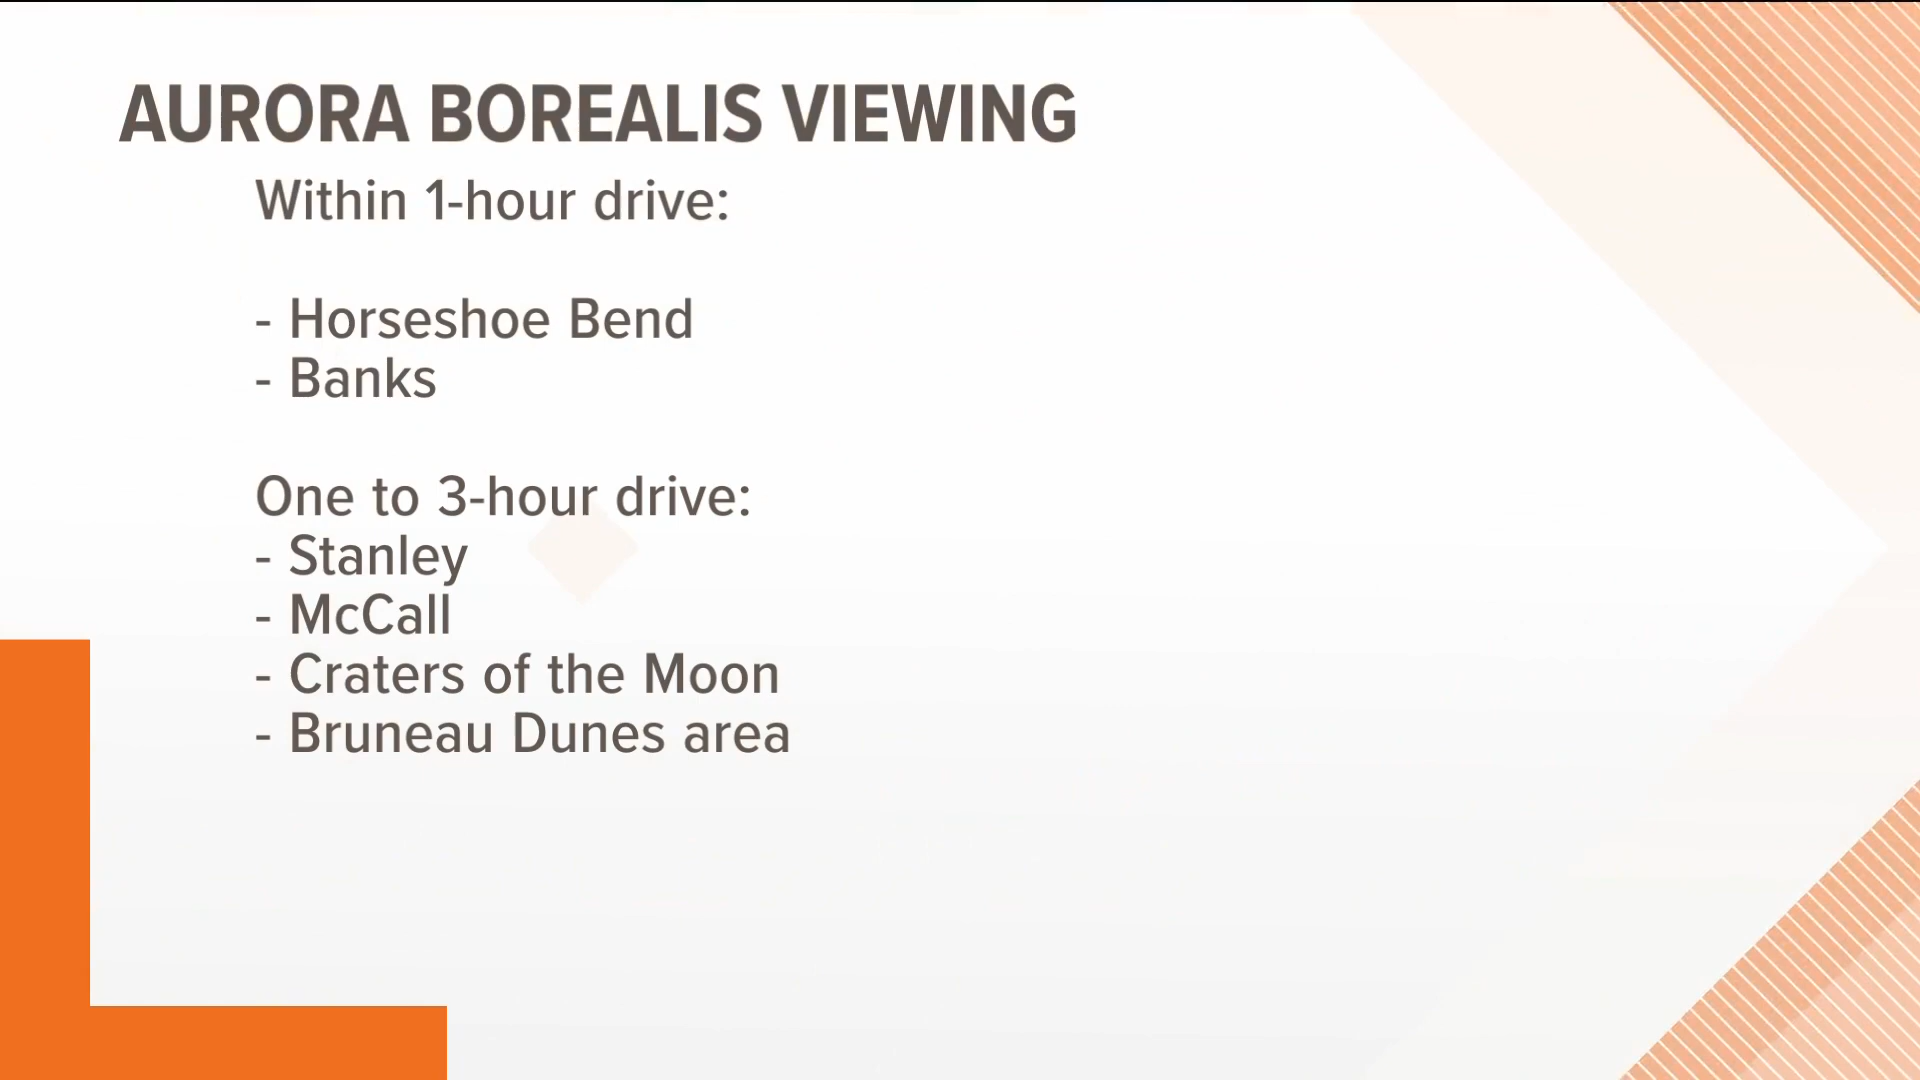 AURORA BOREALIS VIEWING
Within 1-hour drive:
- Horseshoe Bend
- Banks
One to 3-hour drive:
- Stanley
- McCall
- Craters of the Moon
- Bruneau Dunes area